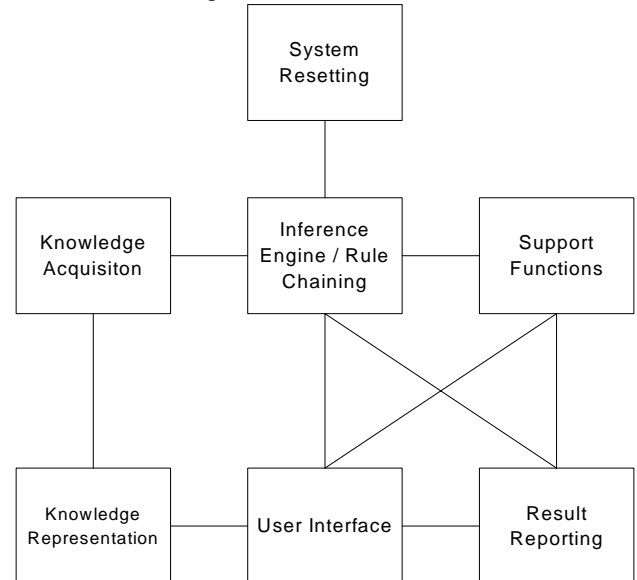 System
Resetting
Knowledge
Acquisiton
Inference
Engine / Rule
Chaining
Support
Functions
Knowledge
Representation
User Interface
Result
Reporting